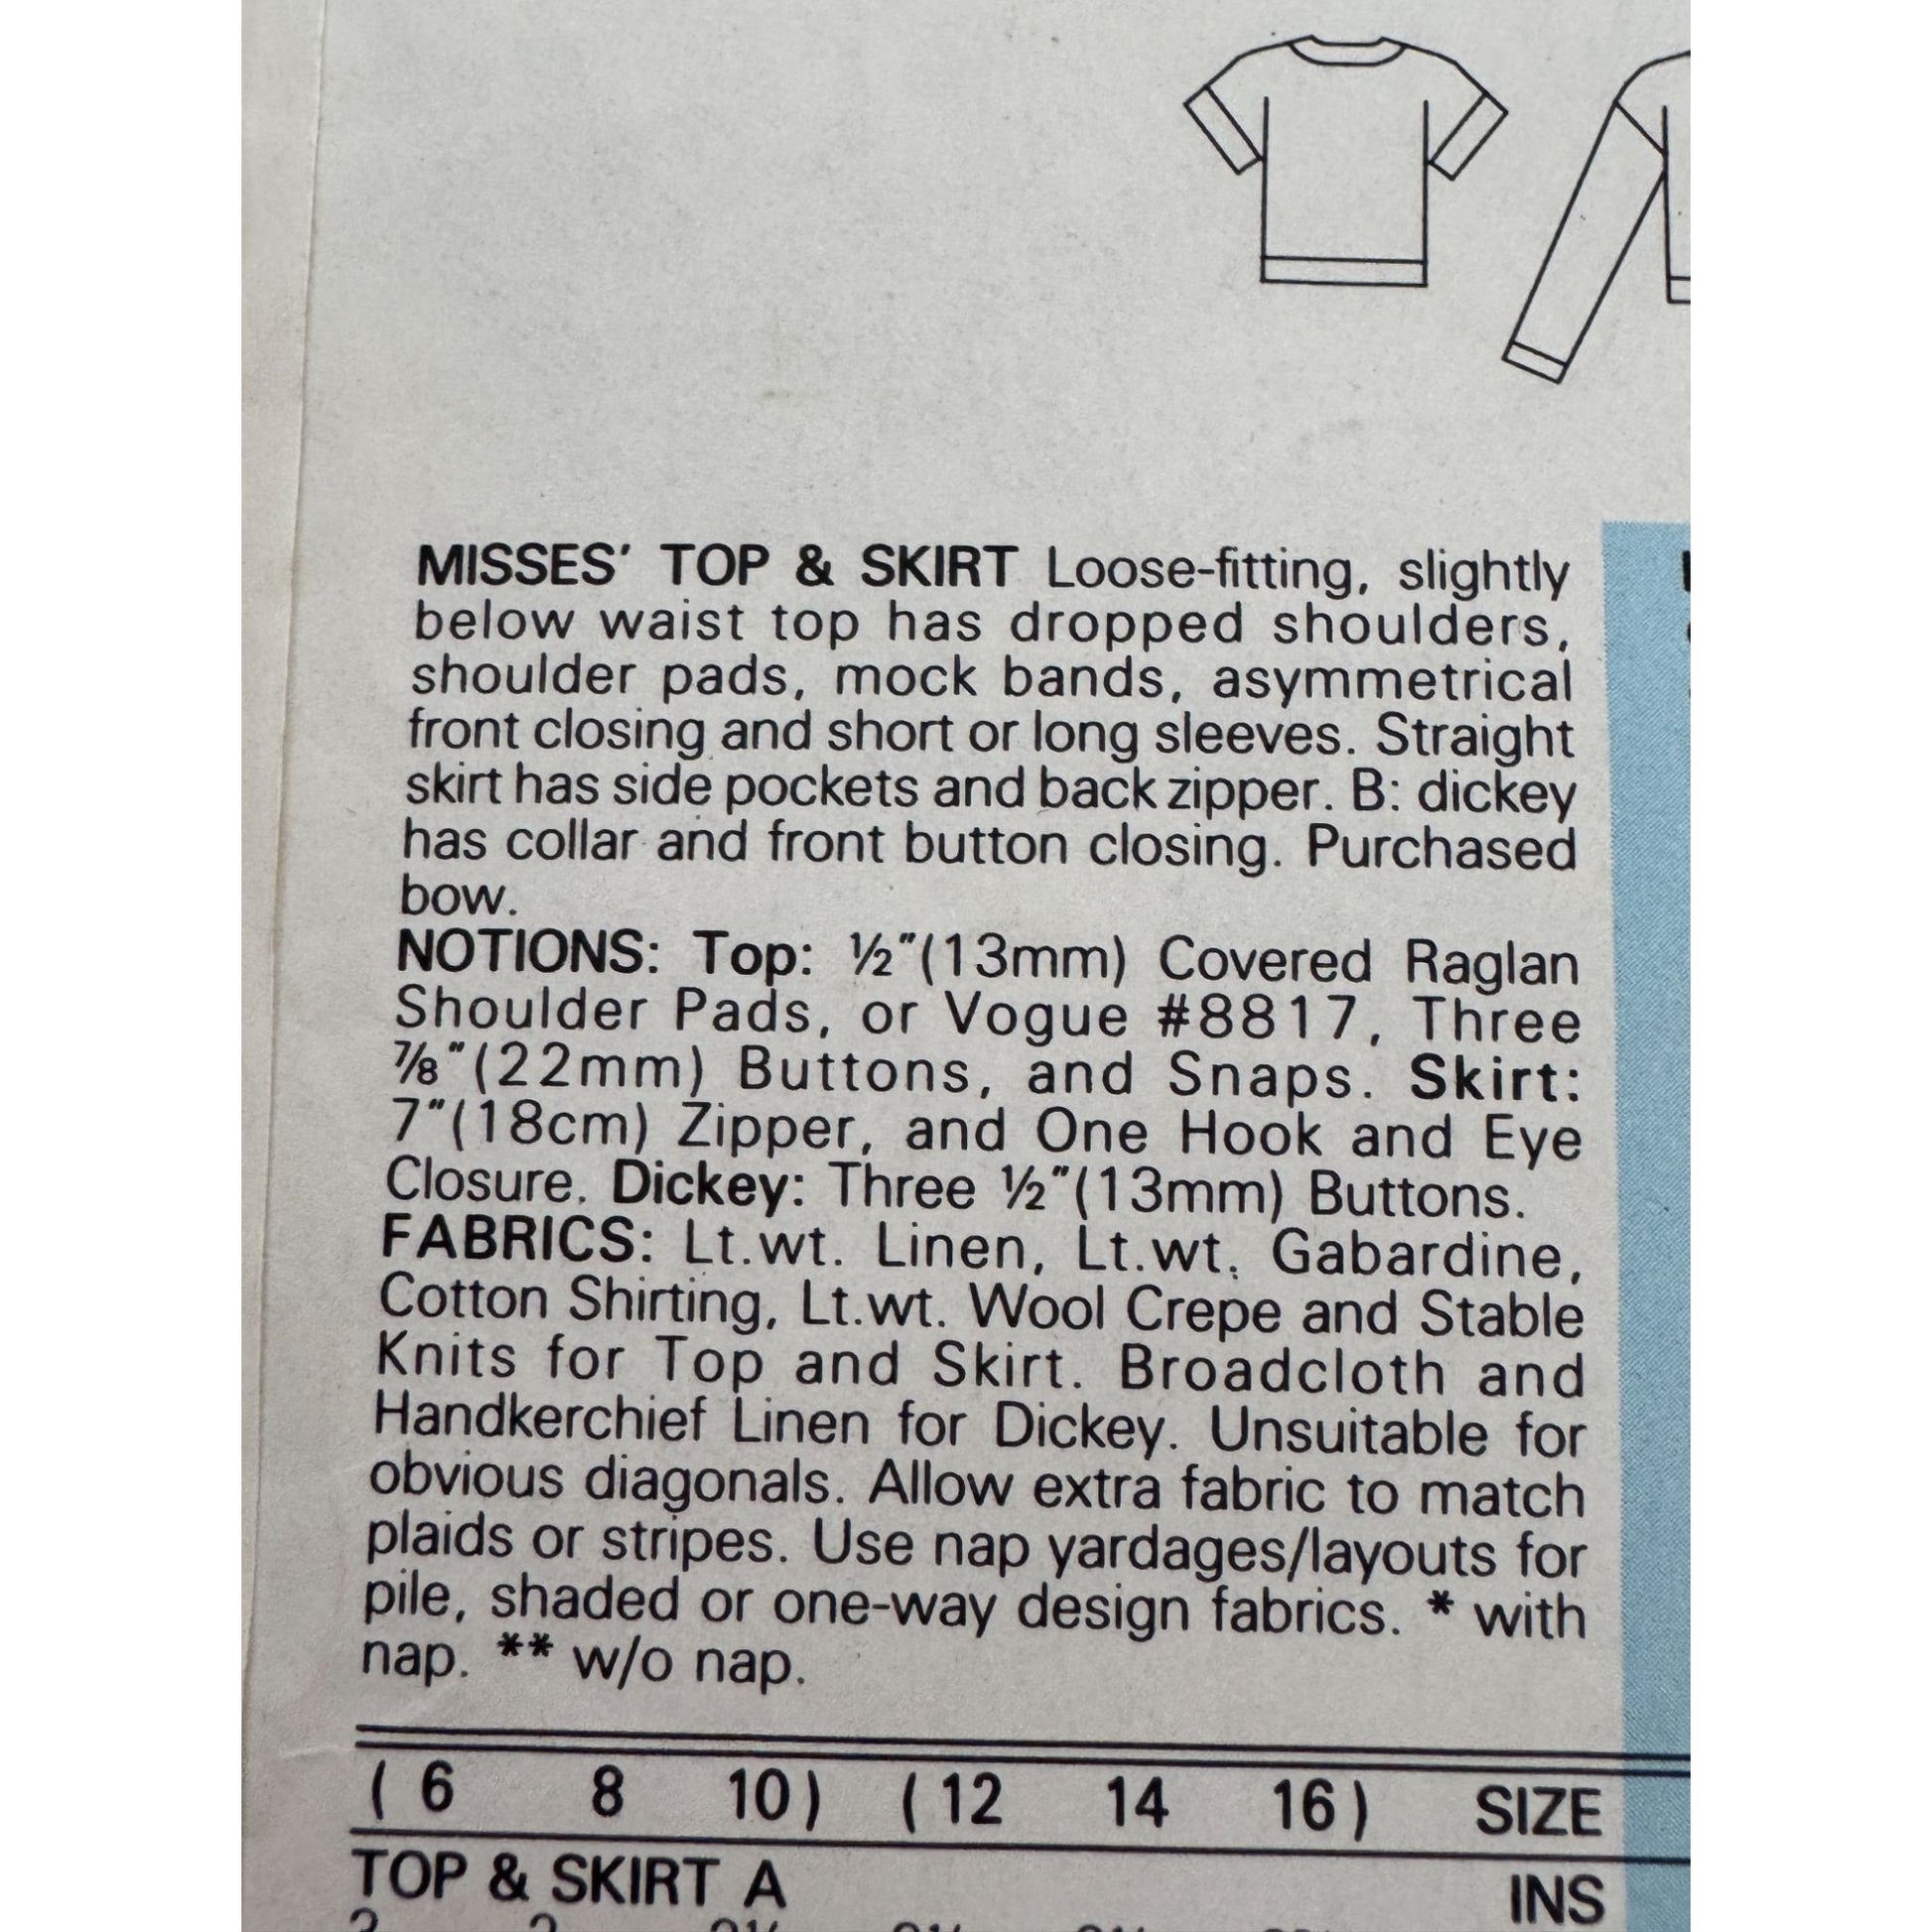 MISSES' TOP & SKIRT Loose-fitting, slightly
below waist top has dropped shoulders,
shoulder pads, mock bands, asymmetrical
front closing and short or long sleeves. Straight
skirt has side pockets and back zipper. B: dickey
has collar and front button closing. Purchased
bow.
NOTIONS: Top: ½"(13mm) Covered Raglan
Shoulder Pads, or Vogue #8817, Three
⅞"(22mm) Buttons, and Snaps. Skirt:
7"(18cm) Zipper, and One Hook and Eye
Closure. Dickey: Three ½"(13mm) Buttons.
FABRICS: Lt.wt. Linen, Lt.wt. Gabardine,
Cotton Shirting, Lt.wt. Wool Crepe and Stable
Knits for Top and Skirt. Broadcloth and
Handkerchief Linen for Dickey. Unsuitable for
obvious diagonals. Allow extra fabric to match
plaids or stripes. Use nap yardages/layouts for
pile, shaded or one-way design fabrics. * with
nap. ** w/o nap.
( 6 8 10) (12 14 16) SIZE
TOP & SKIRT A INS